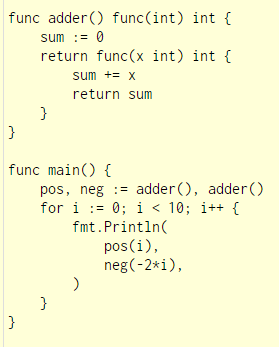 func adder() func(int) int {
    sum := 0
    return func(x int) int {
        sum += x
        return sum
    }
}

func main() {
    pos, neg := adder(), adder()
    for i := 0; i < 10; i++ {
        fmt.Println(
            pos(i),
            neg(-2*i),
        )
    }
}